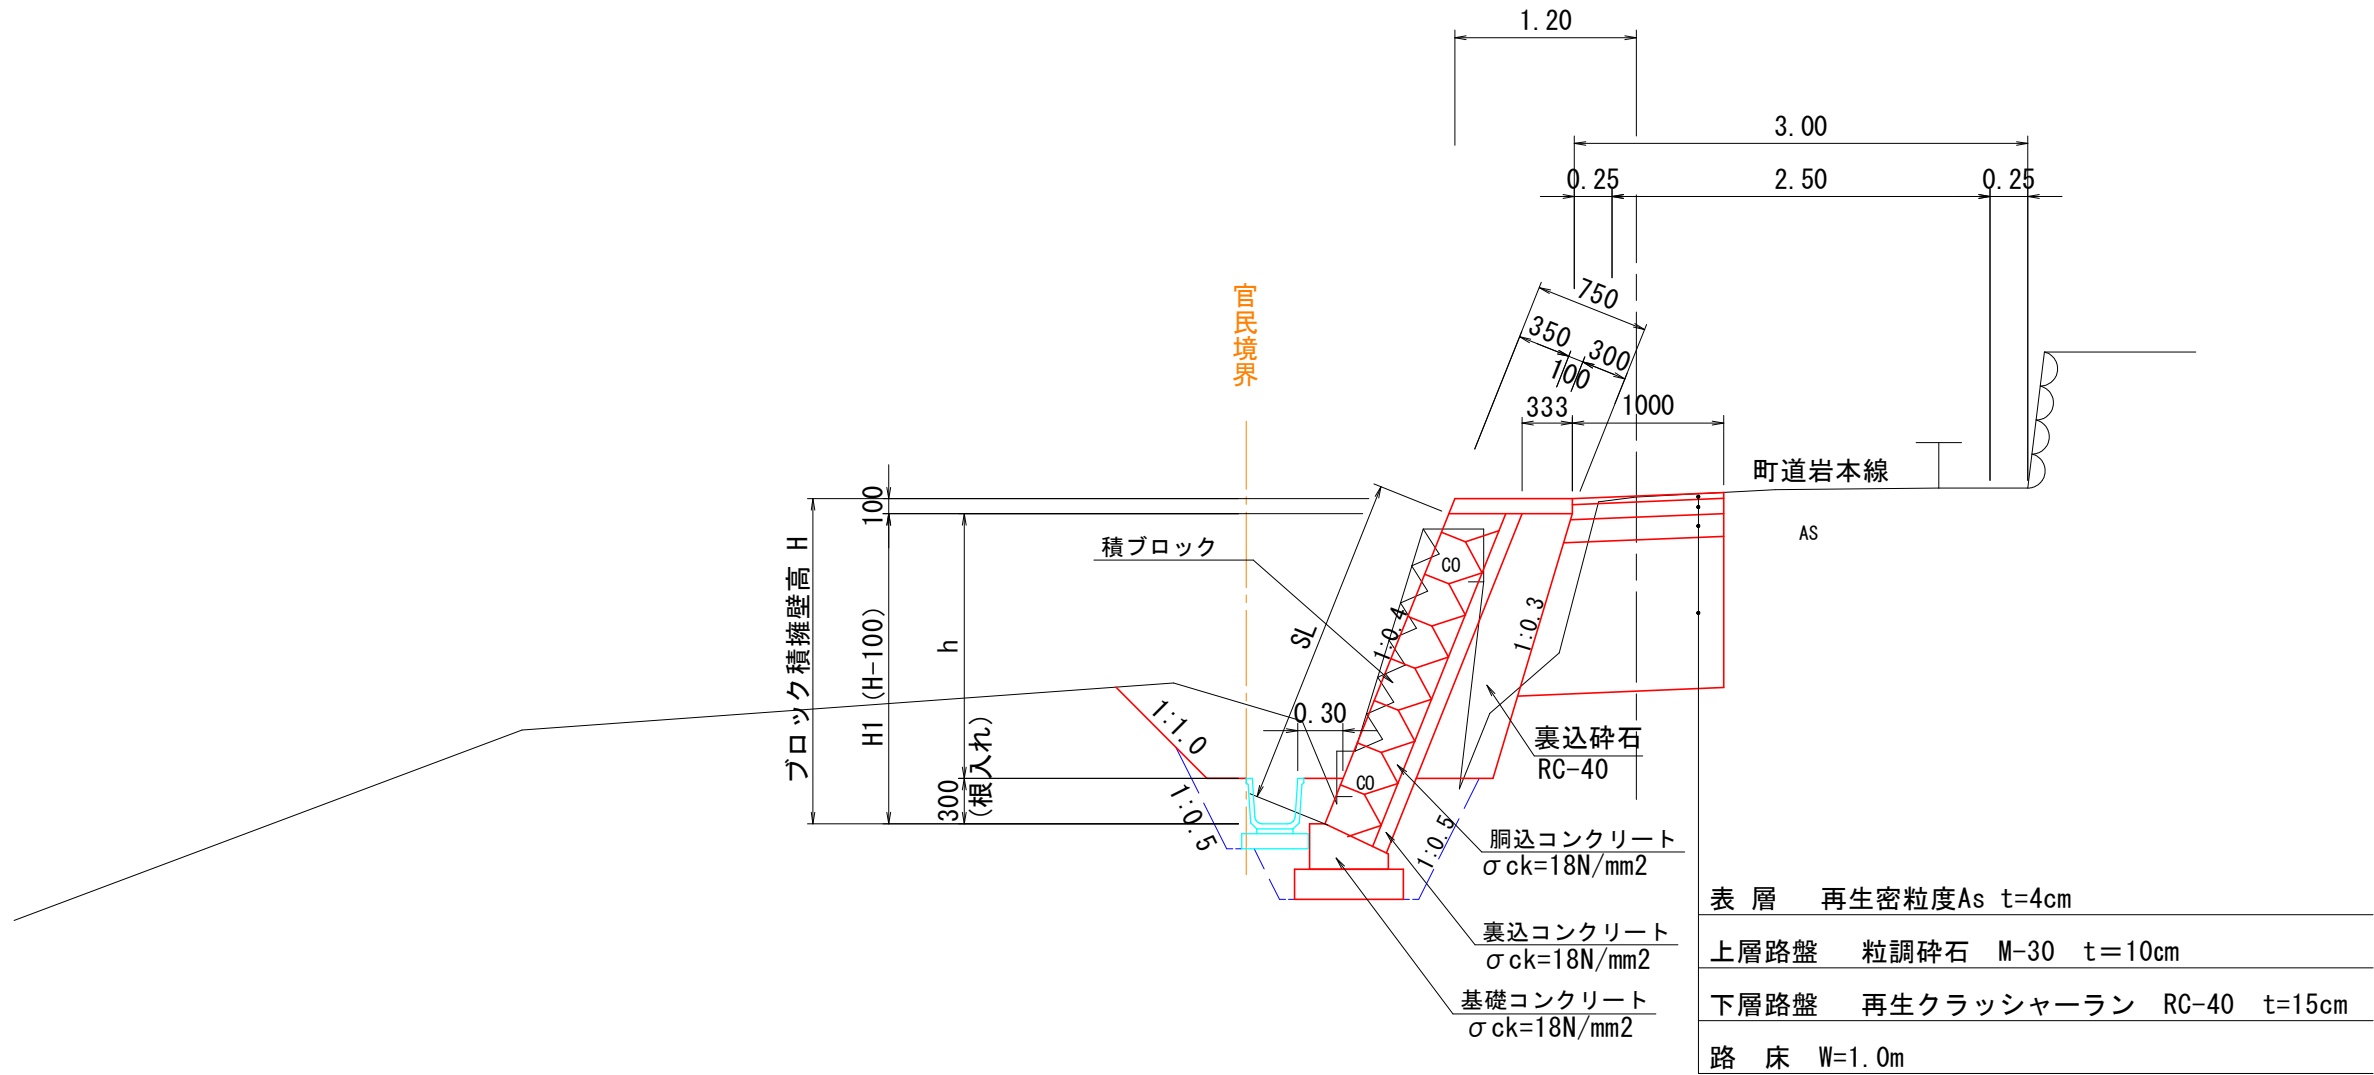 1.20
3.00
0.25
2.50
0.25
官民境界
750
350
300
100
333
1000
町道岩本線
AS
100
ブロック積擁壁高 H
H1 (H-100)
h
300
(根入れ)
積ブロック
CO
SL
1:0.4
1:0.3
1:1.0
0.30
1:0.5
CO
1:0.5
裏込砕石
RC-40
胴込コンクリート
σck=18N/mm2
裏込コンクリート
σck=18N/mm2
基礎コンクリート
σck=18N/mm2
表 層 再生密粒度As t=4cm
上層路盤 粒調砕石 M-30 t＝10㎝
下層路盤 再生クラッシャーラン RC-40 t=15cm
路 床 W=1.0m